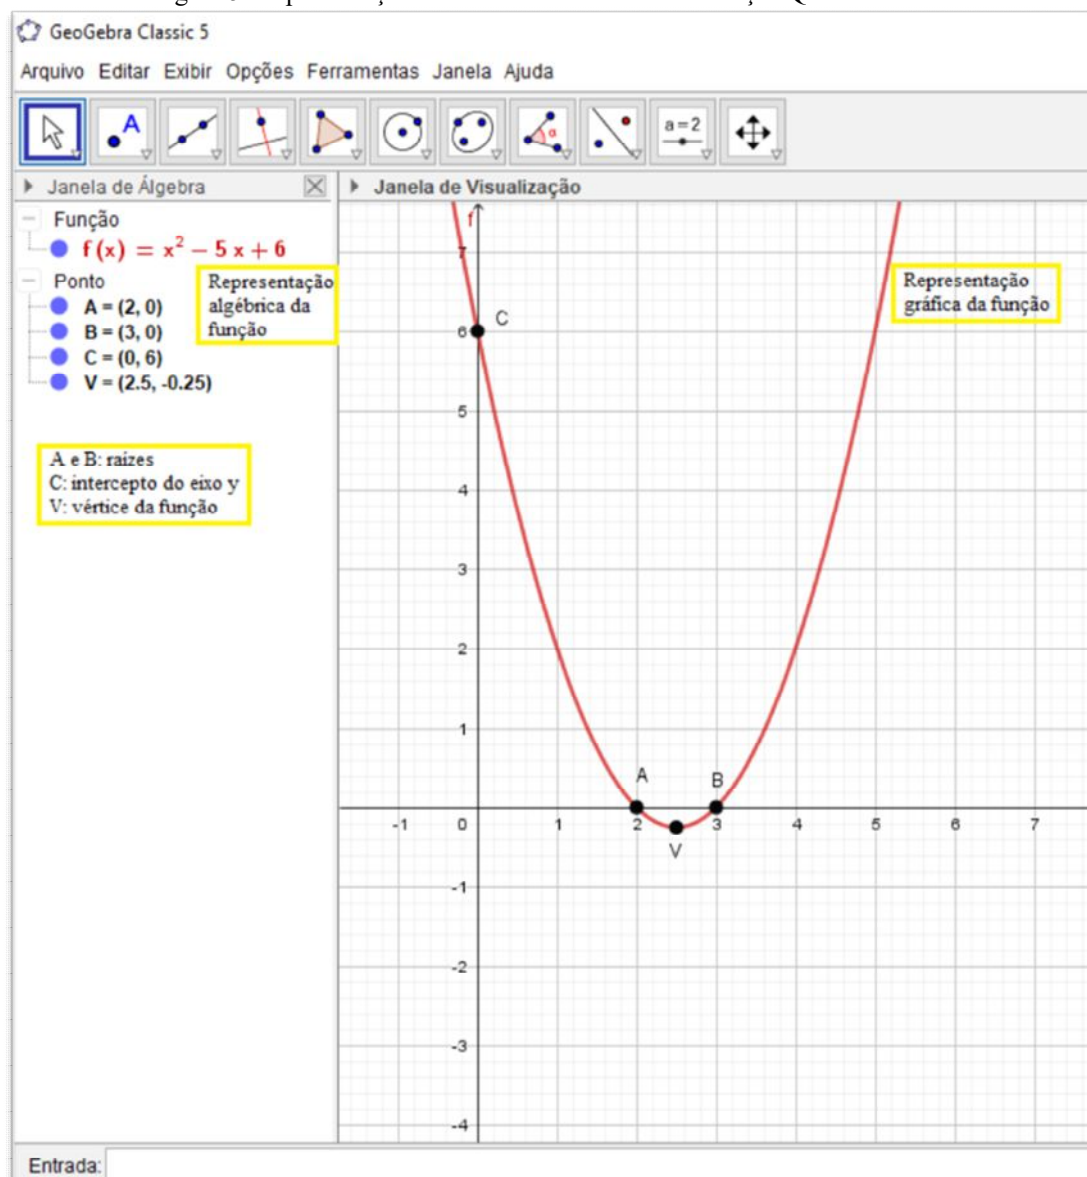 GeoGebra Classic 5
Arquivo Editar Exibir Opções Ferramentas Janela Ajuda
A
α
a=2
Janela de Álgebra
Janela de Visualização
Função
f(x) = x² − 5 x + 6
Ponto
A = (2, 0)
B = (3, 0)
C = (0, 6)
V = (2.5, -0.25)
Representação
algébrica da
função
A e B: raizes
C: intercepto do eixo y
V: vértice da função
Representação
gráfica da função
f
7
C
6
5
4
3
2
1
A
B
-1 0 1 2 3 4 5 6 7
V
-1
-2
-3
-4
Entrada: